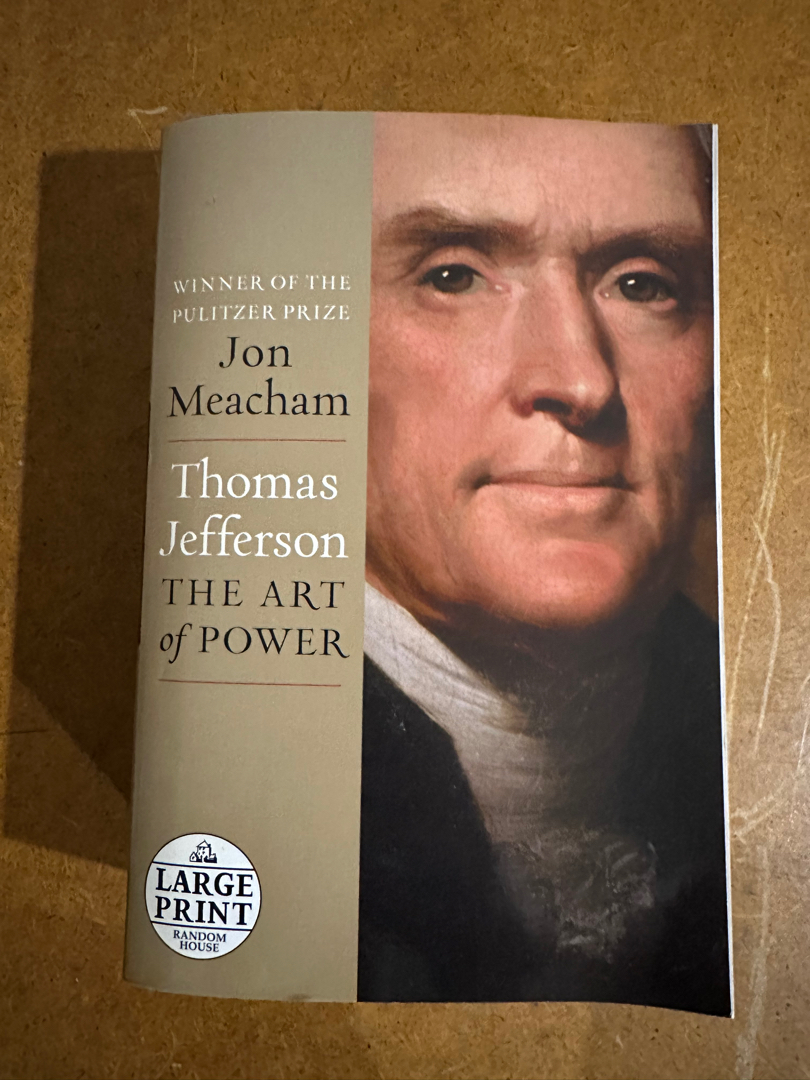 WINNER OF THE
PULITZER PRIZE
Jon
Meacham
Thomas
Jefferson
THE ART
of POWER
LARGE
PRINT
RANDOM
HOUSE